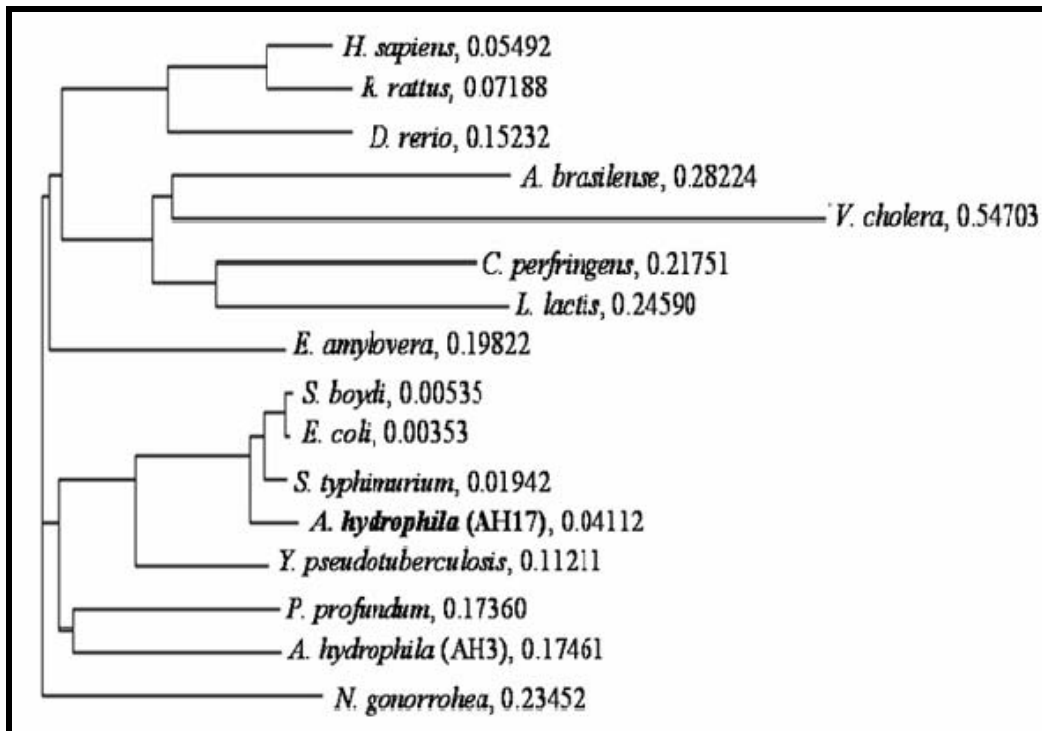 H. sapiens, 0.05492
R. rattus, 0.07188
D. rerio, 0.15232
A. brasilense, 0.28224
V. cholera, 0.54703
C. perfringens, 0.21751
L. lactis, 0.24590
E. amylovera, 0.19822
S. boydi, 0.00535
E. coli, 0.00353
S. typhimurium, 0.01942
A. hydrophila (AH17), 0.04112
Y. pseudotuberculosis, 0.11211
P. profundum, 0.17360
A. hydrophila (AH3), 0.17461
N. gonorrohea, 0.23452